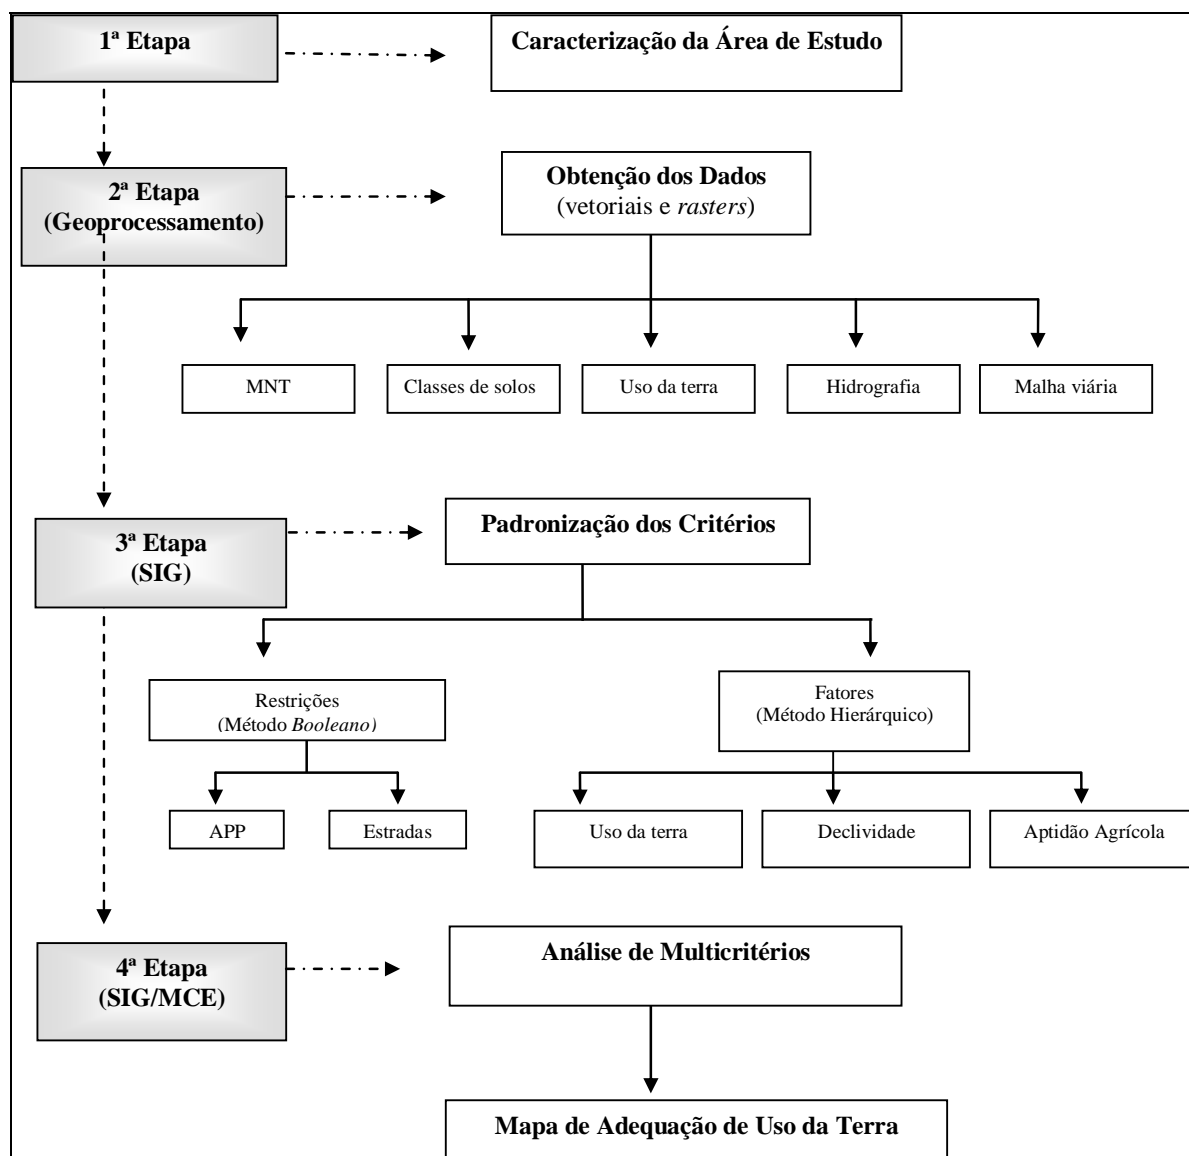 1ª Etapa
Caracterização da Área de Estudo
2ª Etapa
(Geoprocessamento)
Obtenção dos Dados
(vetoriais e rasters)
MNT
Classes de solos
Uso da terra
Hidrografia
Malha viária
3ª Etapa
(SIG)
Padronização dos Critérios
Restrições
(Método Booleano)
Fatores
(Método Hierárquico)
APP
Estradas
Uso da terra
Declividade
Aptidão Agrícola
4ª Etapa
(SIG/MCE)
Análise de Multicritérios
Mapa de Adequação de Uso da Terra